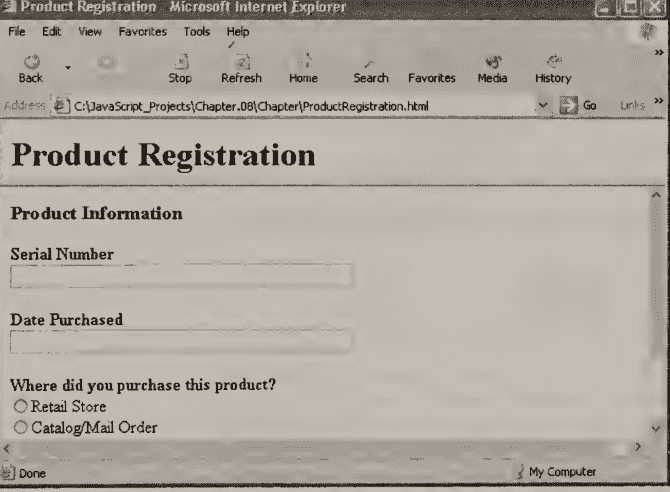 Product Registration - Microsoft Internet Explorer
File Edit View Favorites Tools Help
Back Stop Refresh Home Search Favorites Media History »
Address C:\JavaScript_Projects\Chapter.08\Chapter\ProductRegistration.html Go Links »
Product Registration
Product Information
Serial Number
Date Purchased
Where did you purchase this product?
Retail Store
Catalog/Mail Order
Done My Computer